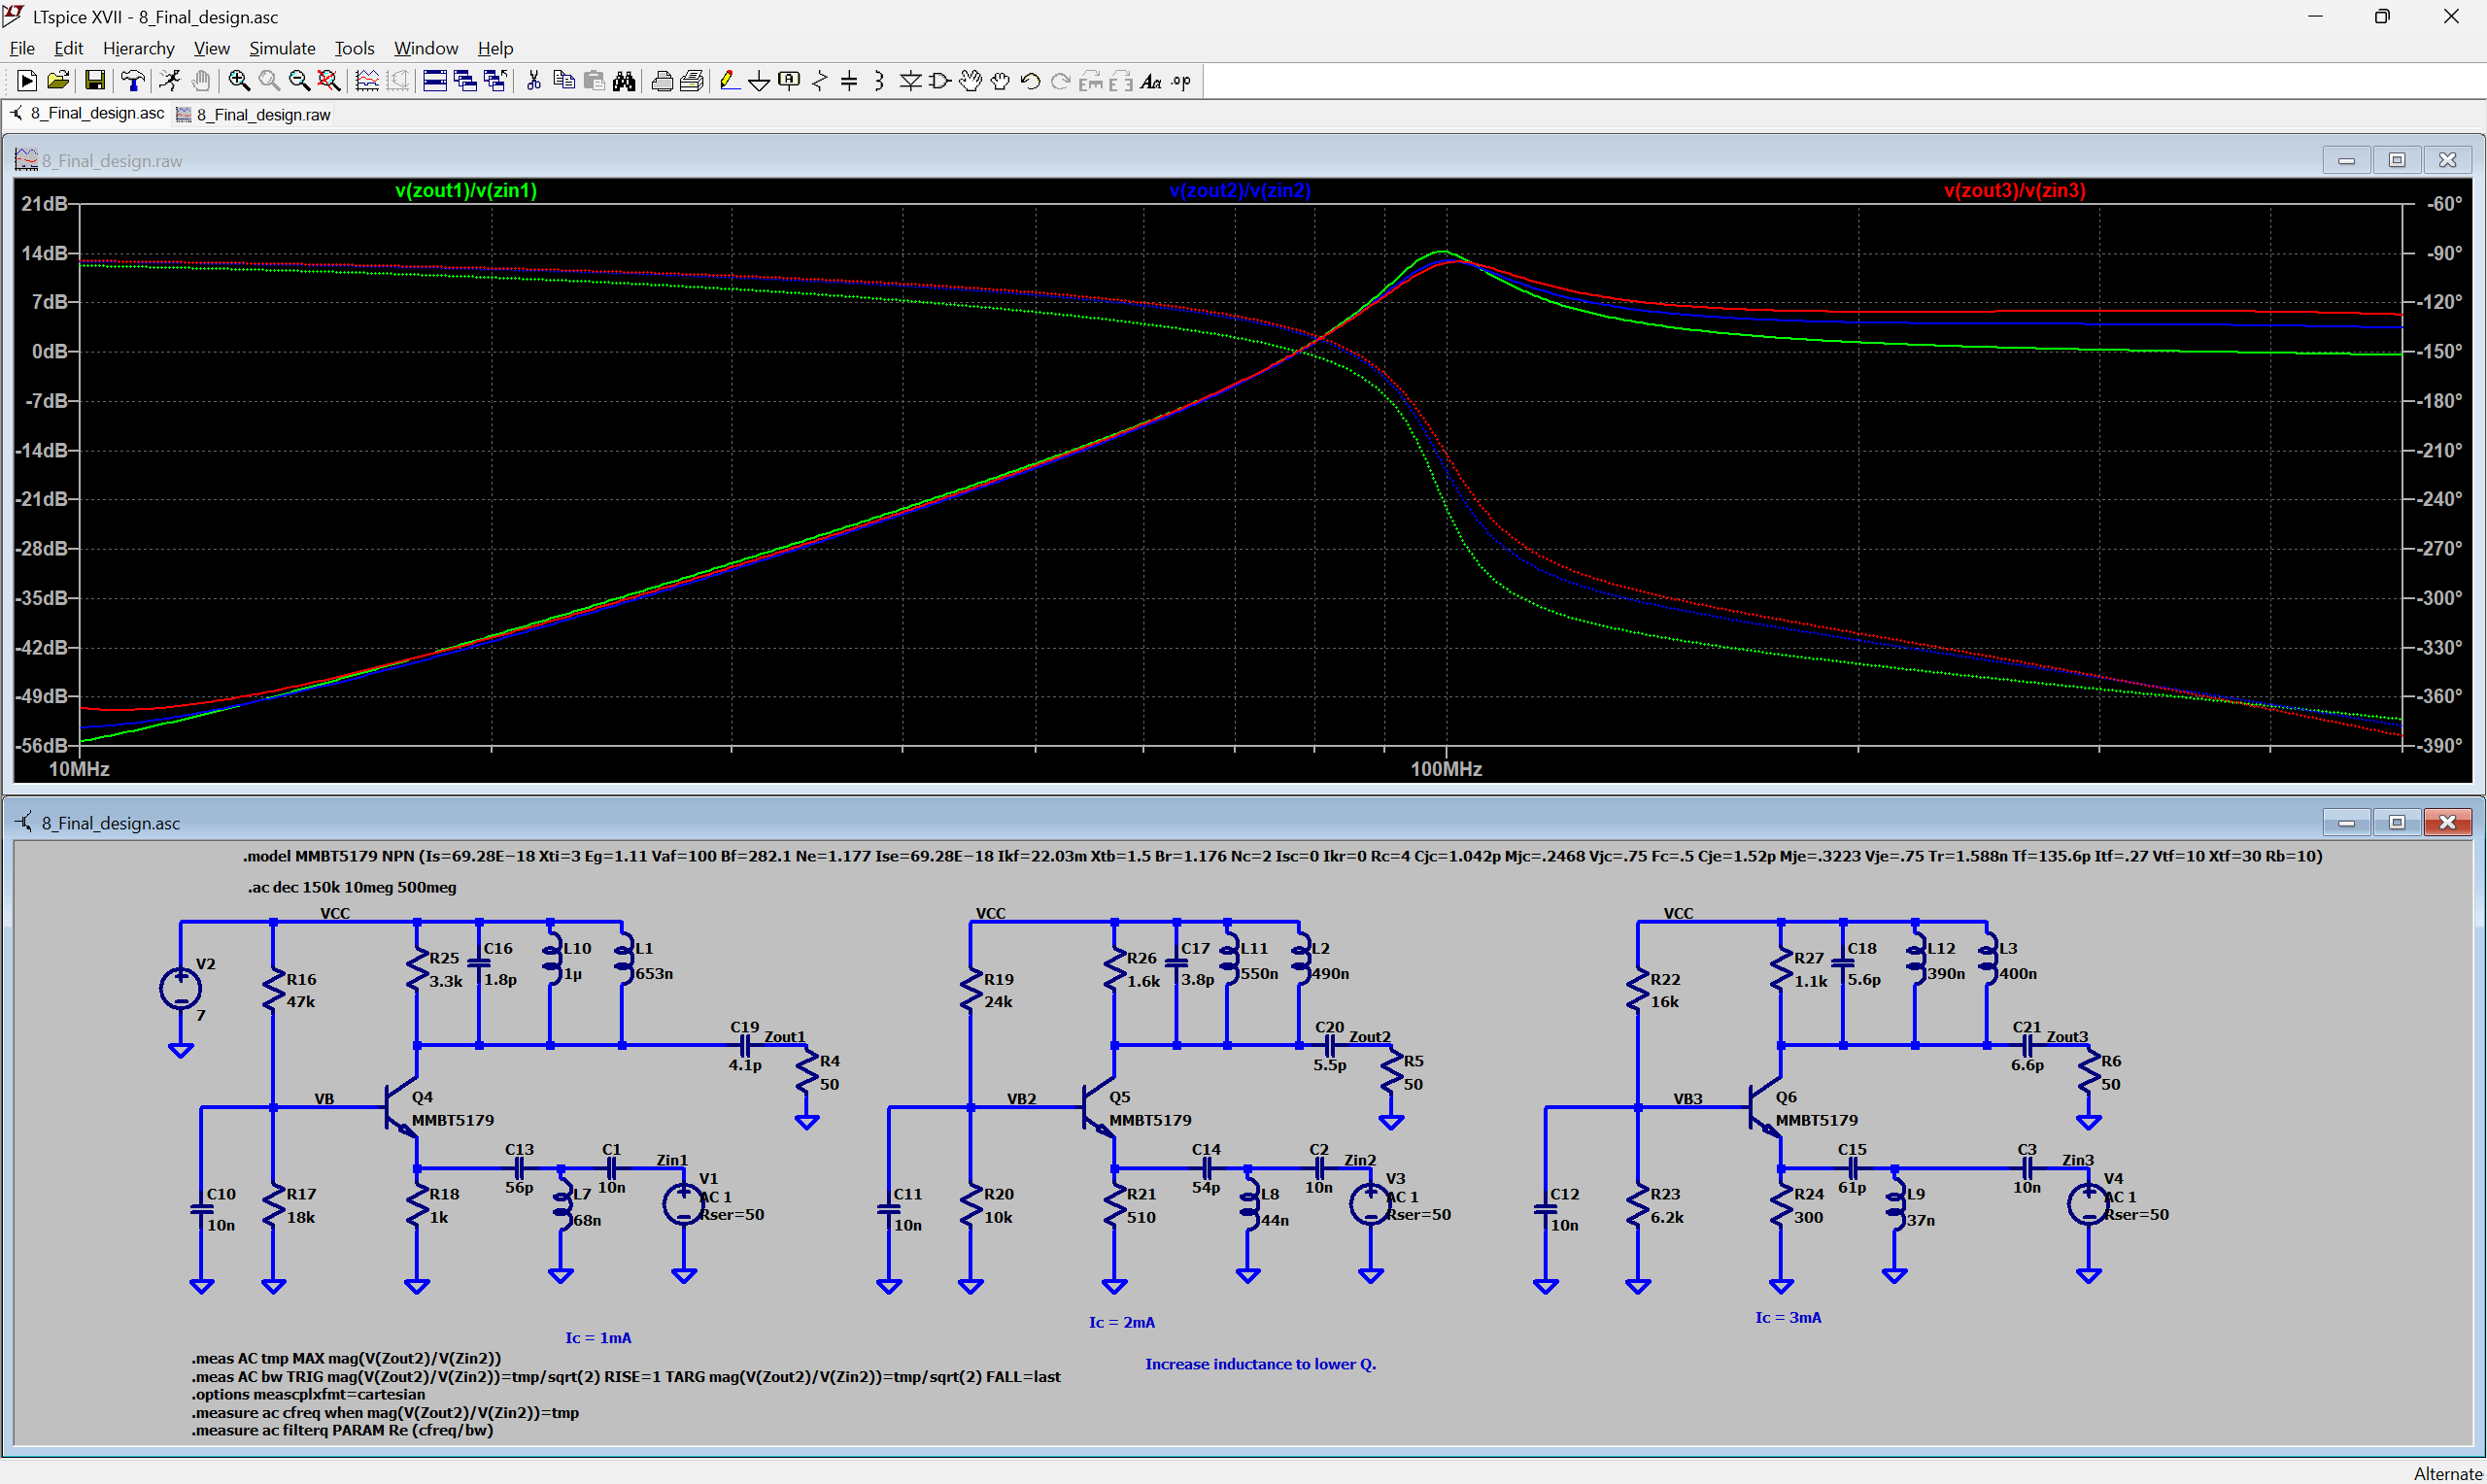 LTspice XVII - 8_Final_design.asc
File Edit Hierarchy View Simulate Tools Window Help
8_Final_design.asc 8_Final_design.raw
8_Final_design.raw
v(zout1)/v(zin1) v(zout2)/v(zin2) v(zout3)/v(zin3)
21dB -60°
14dB -90°
7dB -120°
0dB -150°
-7dB -180°
-14dB -210°
-21dB -240°
-28dB -270°
-35dB -300°
-42dB -330°
-49dB -360°
-56dB -390°
10MHz 100MHz
8_Final_design.asc
.model MMBT5179 NPN (Is=69.28E-18 Xti=3 Eg=1.11 Vaf=100 Bf=282.1 Ne=1.177 Ise=69.28E-18 Ikf=22.03m Xtb=1.5 Br=1.176 Nc=2 Isc=0 Ikr=0 Rc=4 Cjc=1.042p Mjc=.2468 Vjc=.75 Fc=.5 Cje=1.52p Mje=.3223 Vje=.75 Tr=1.588n Tf=135.6p Itf=.27 Vtf=10 Xtf=30 Rb=10)
.ac dec 150k 10meg 500meg
VCC
V2
7
R16
47k
R25
3.3k
C16
1.8p
L10
1µ
L1
653n
C19
4.1p
Zout1
R4
50
VB
Q4
MMBT5179
C10
10n
R17
18k
R18
1k
C13
56p
L7
68n
C1
10n
Zin1
V1
AC 1
Rser=50
Ic = 1mA
VCC
R19
24k
R26
1.6k
C17
3.8p
L11
550n
L2
490n
C20
5.5p
Zout2
R5
50
VB2
Q5
MMBT5179
C11
10n
R20
10k
R21
510
C14
54p
L8
44n
C2
10n
Zin2
V3
AC 1
Rser=50
Ic = 2mA
VCC
R22
16k
R27
1.1k
C18
5.6p
L12
390n
L3
400n
C21
6.6p
Zout3
R6
50
VB3
Q6
MMBT5179
C12
10n
R23
6.2k
R24
300
C15
61p
L9
37n
C3
10n
Zin3
V4
AC 1
Rser=50
Ic = 3mA
Increase inductance to lower Q.
.meas AC tmp MAX mag(V(Zout2)/V(Zin2))
.meas AC bw TRIG mag(V(Zout2)/V(Zin2))=tmp/sqrt(2) RISE=1 TARG mag(V(Zout2)/V(Zin2))=tmp/sqrt(2) FALL=last
.options meascplxfmt=cartesian
.measure ac cfreq when mag(V(Zout2)/V(Zin2))=tmp
.measure ac filterq PARAM Re (cfreq/bw)
Alternate